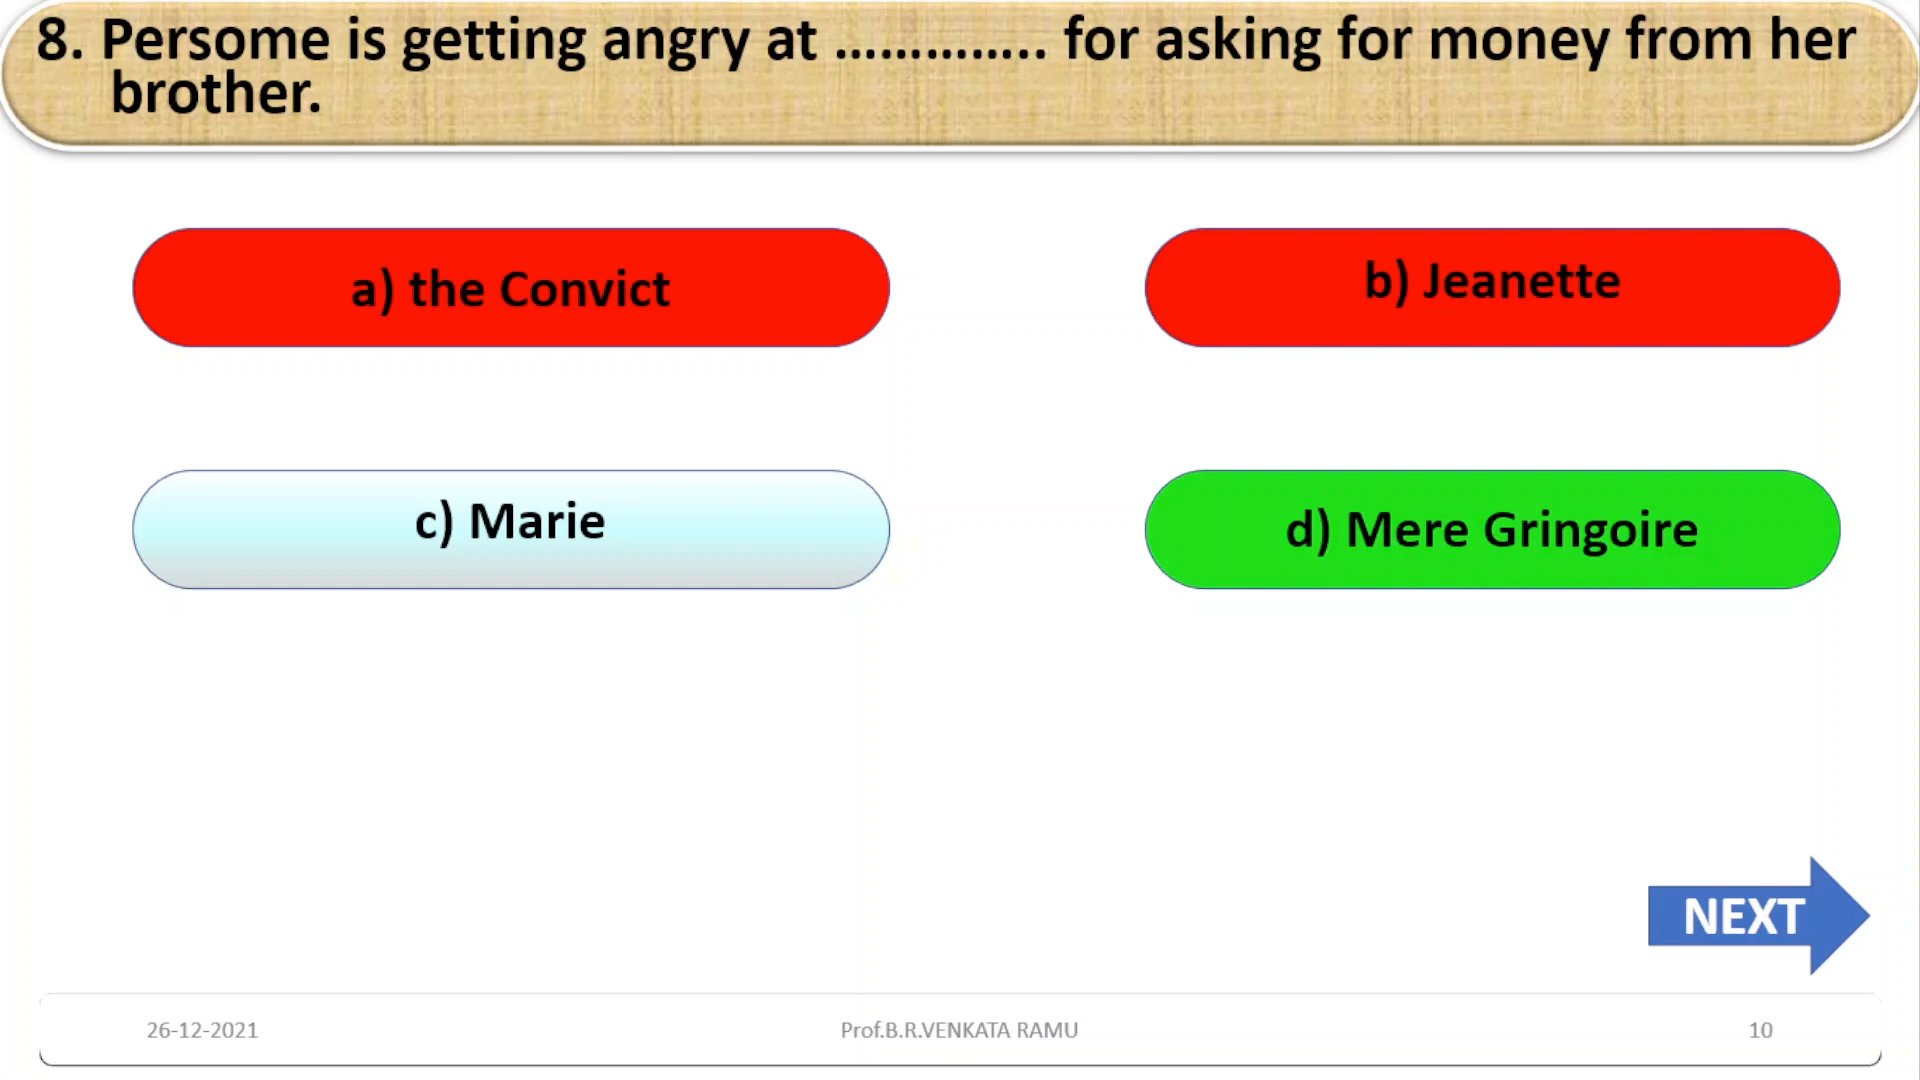 8. Persome is getting angry at ………….. for asking for money from her
brother.
a) the Convict
b) Jeanette
c) Marie
d) Mere Gringoire
NEXT
26-12-2021
Prof.B.R.VENKATA RAMU
10